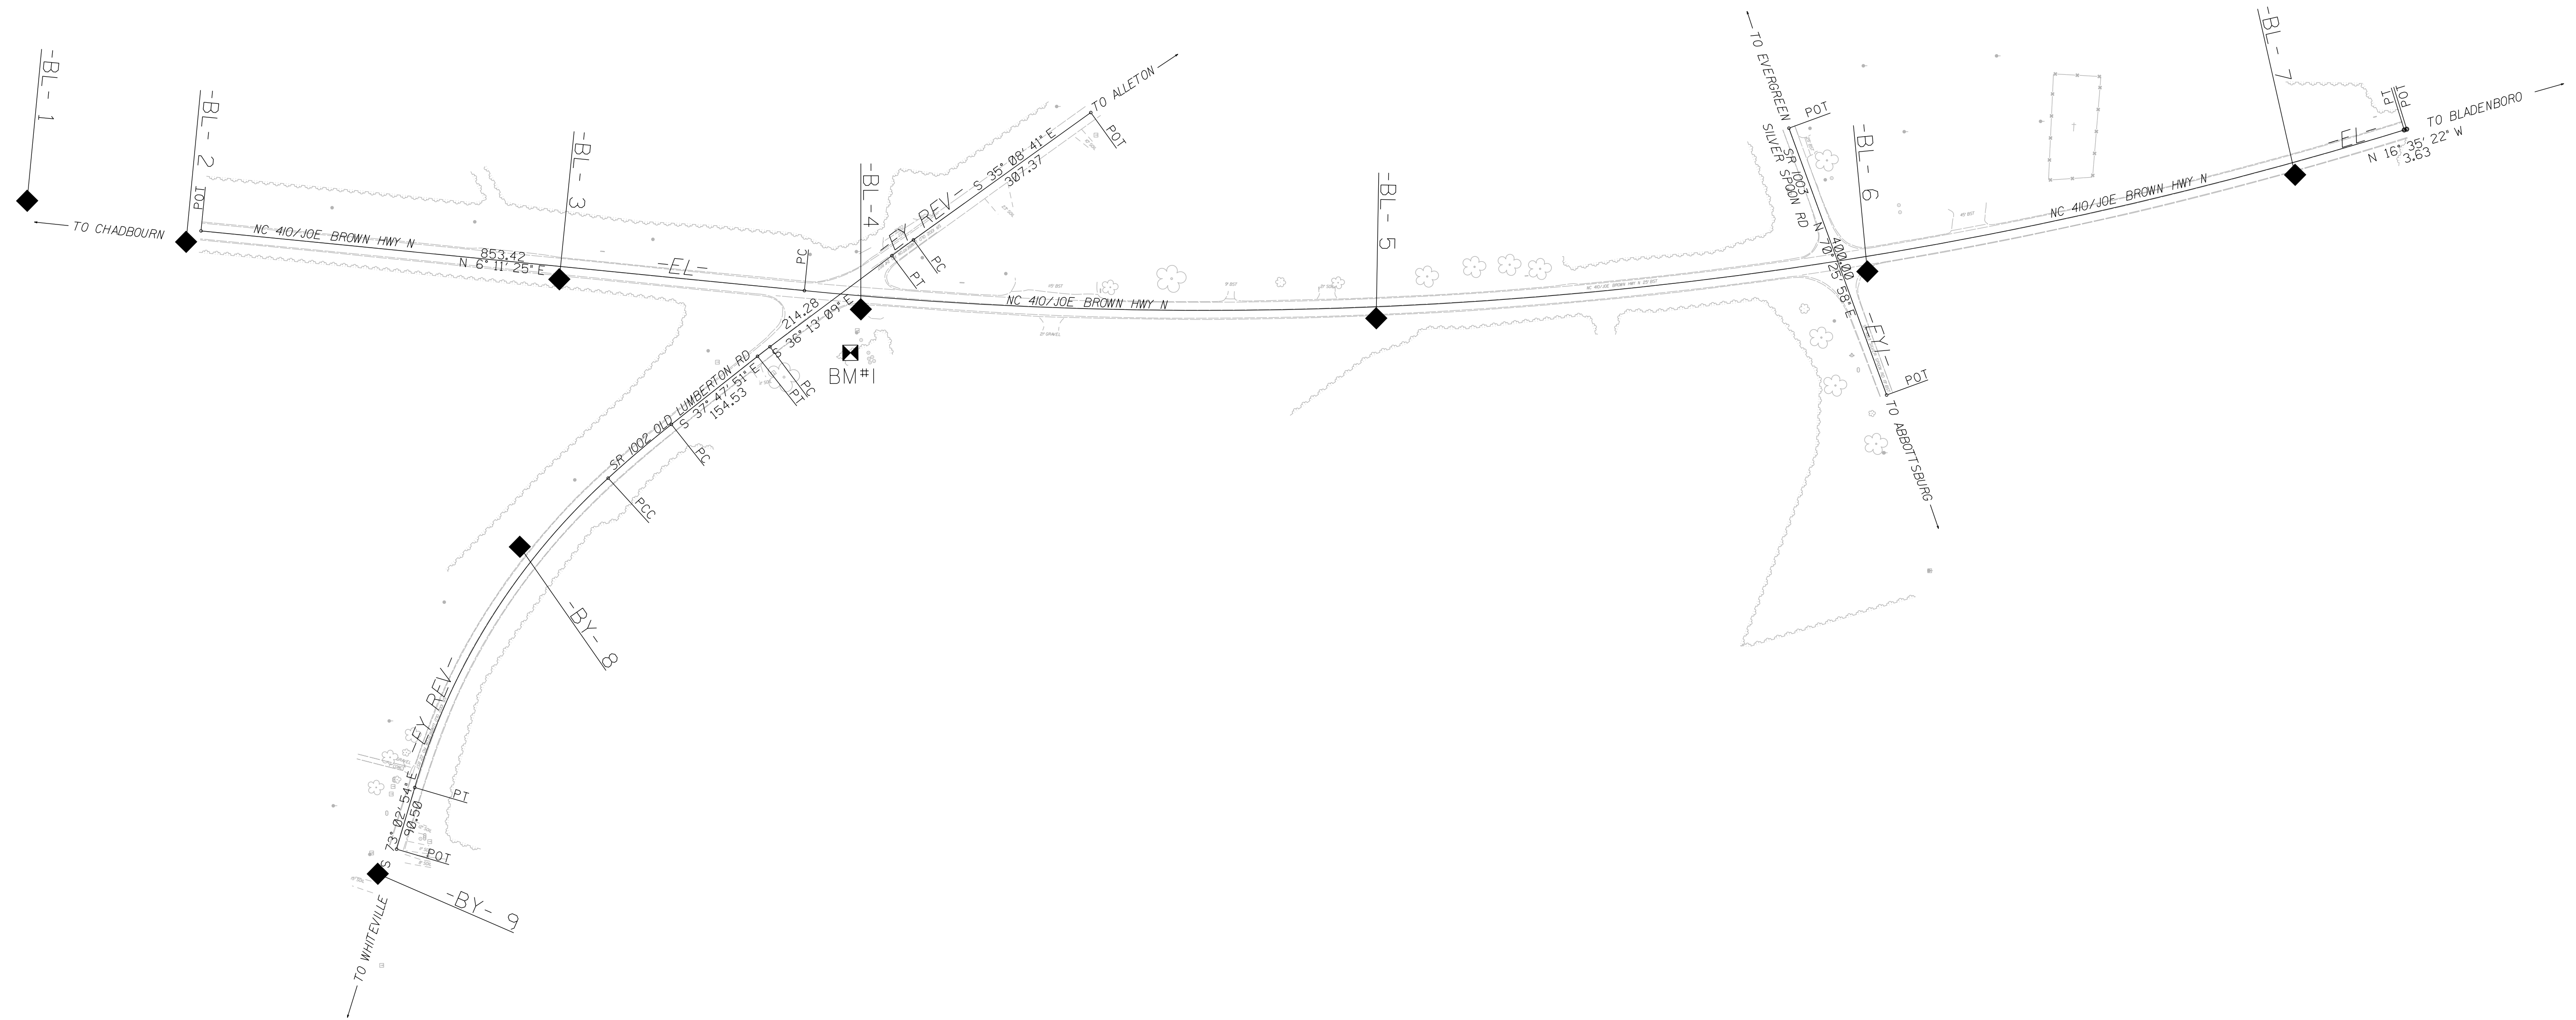 -BL- 1
-BL- 2
POT
TO CHADBOURN
NC 410/JOE BROWN HWY N
853.42
N 6° 11' 25" E
-BL- 3
-EL-
PC
-BL-4
-EY REV-
S 35° 08' 41" E
307.37
TO ALLETON
POT
PC
PI
214.28
S 36° 13' 09" E
NC 410/JOE BROWN HWY N
BM#1
PC
PI
S 37° 47' 51" E
154.53
SR 1002 OLD LUMBERTON RD
PC
PCC
-BY- 8
-EY REV-
PI
S 73° 02' 54" E
90.50
POT
-BY- 9
TO WHITEVILLE
-BL- 5
TO EVERGREEN
SR 1003
SILVER SPOON RD
POT
-BL- 6
400.00
N 70° 25' 58" E
-EY1-
POT
TO ABBOTTSBURG
NC 410/JOE BROWN HWY N
-BL- 7
-EL-
PI
POT
TO BLADENBORO
N 16° 35' 22" W
3.63